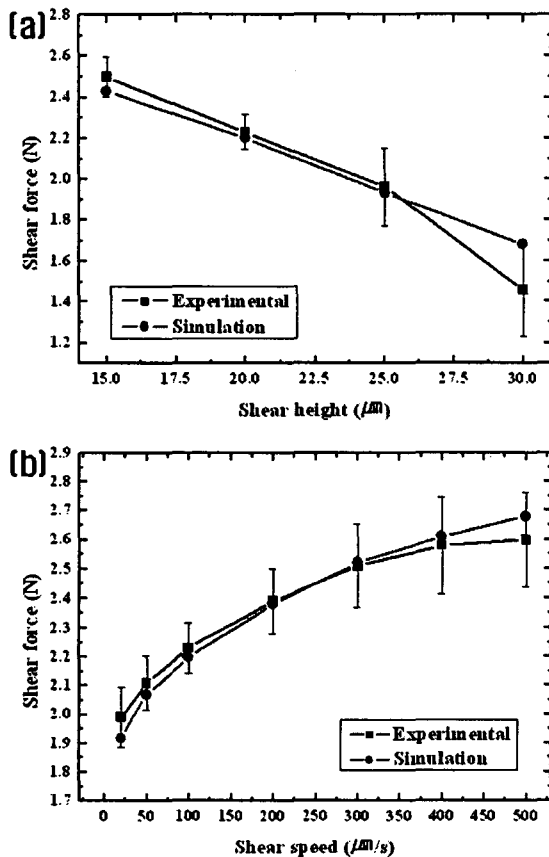 (a)
2.8
2.6
2.4
2.2
2.0
1.8
1.6
1.4
1.2
Shear force (N)
Experimental
Simulation
15.0 17.5 20.0 22.5 25.0 27.5 30.0
Shear height (㎛)
(b)
2.9
2.8
2.7
2.6
2.5
2.4
2.3
2.2
2.1
2.0
1.9
1.8
1.7
Shear force (N)
Experimental
Simulation
0 50 100 150 200 250 300 350 400 450 500
Shear speed (㎛/s)